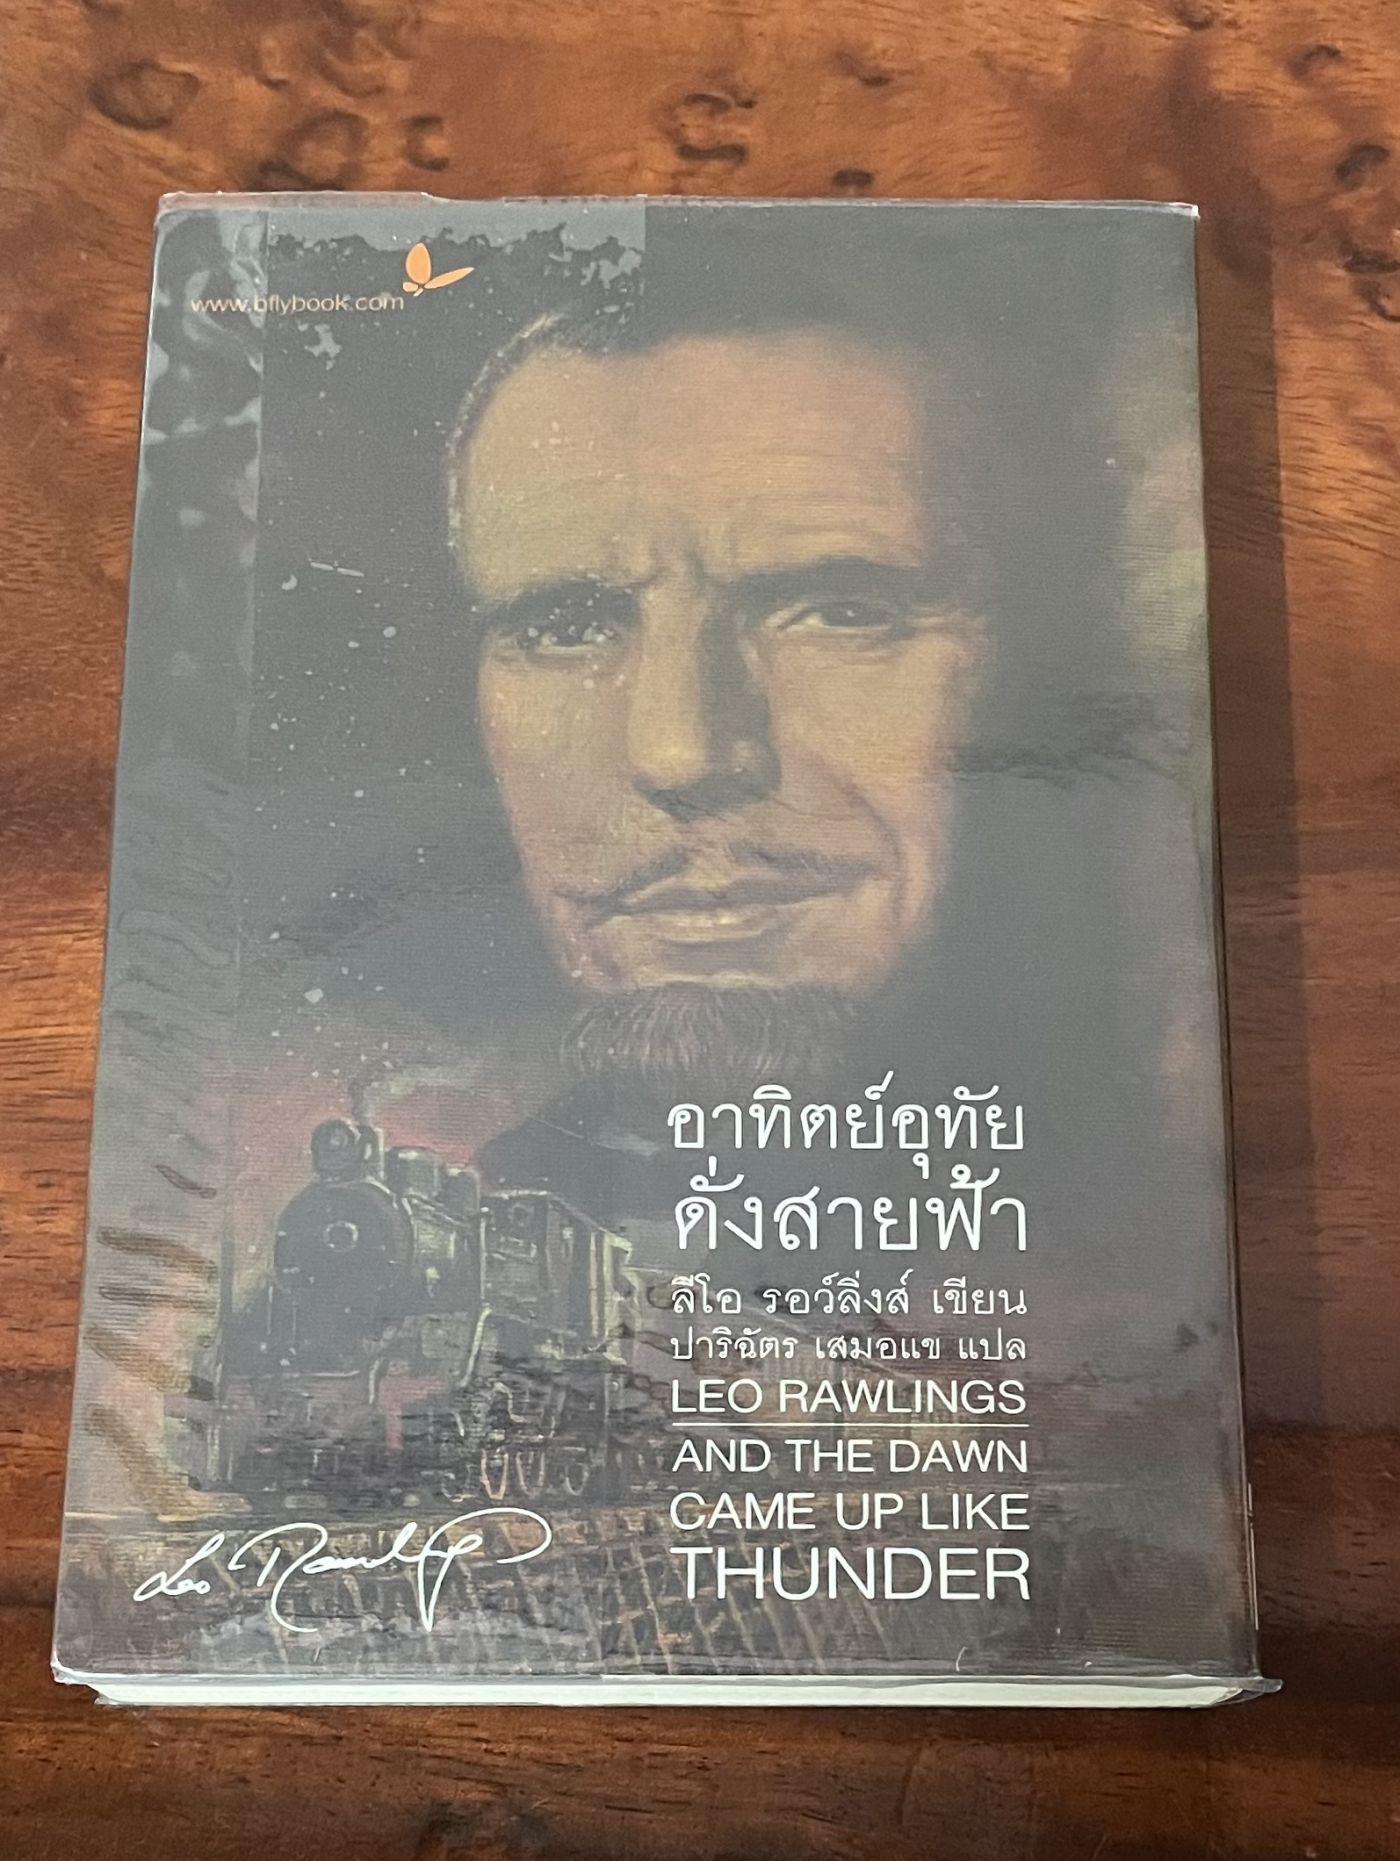 www.bflybook.com
อาทิตย์อุทัย
ดั่งสายฟ้า
ลีโอ รอว์ลิ่งส์ เขียน
ปาริฉัตร เสมอแข แปล
LEO RAWLINGS
AND THE DAWN
CAME UP LIKE
THUNDER
Leo Rawlings